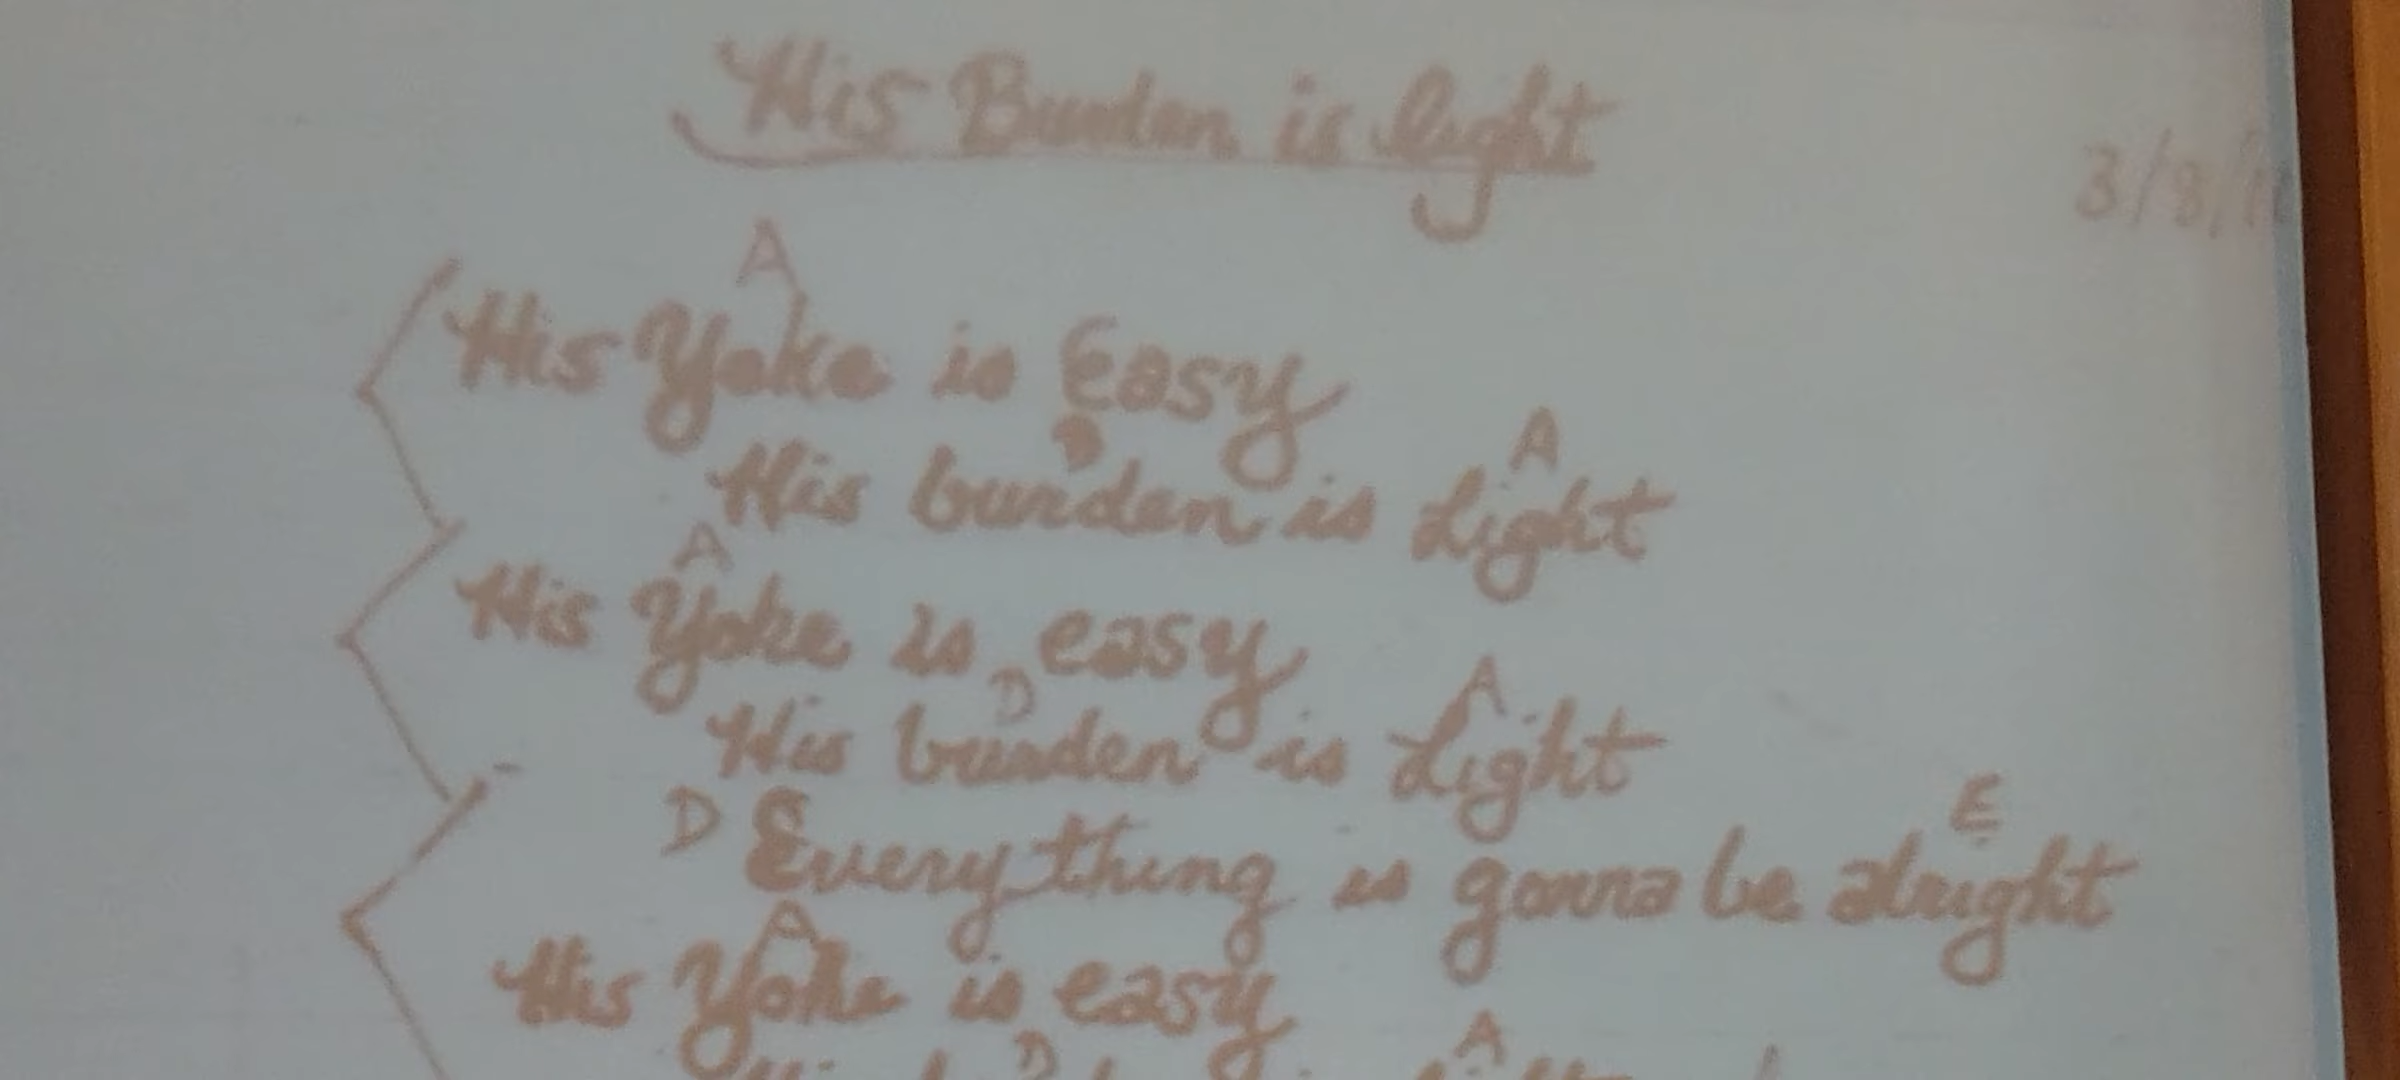 His Burden is light
3/8/1
A
His Yoke is Easy
D A
His burden is Light
A
His Yoke is easy
D A
His burden is Light
D Everything is gonna be alright E
A
His Yoke is easy
D A